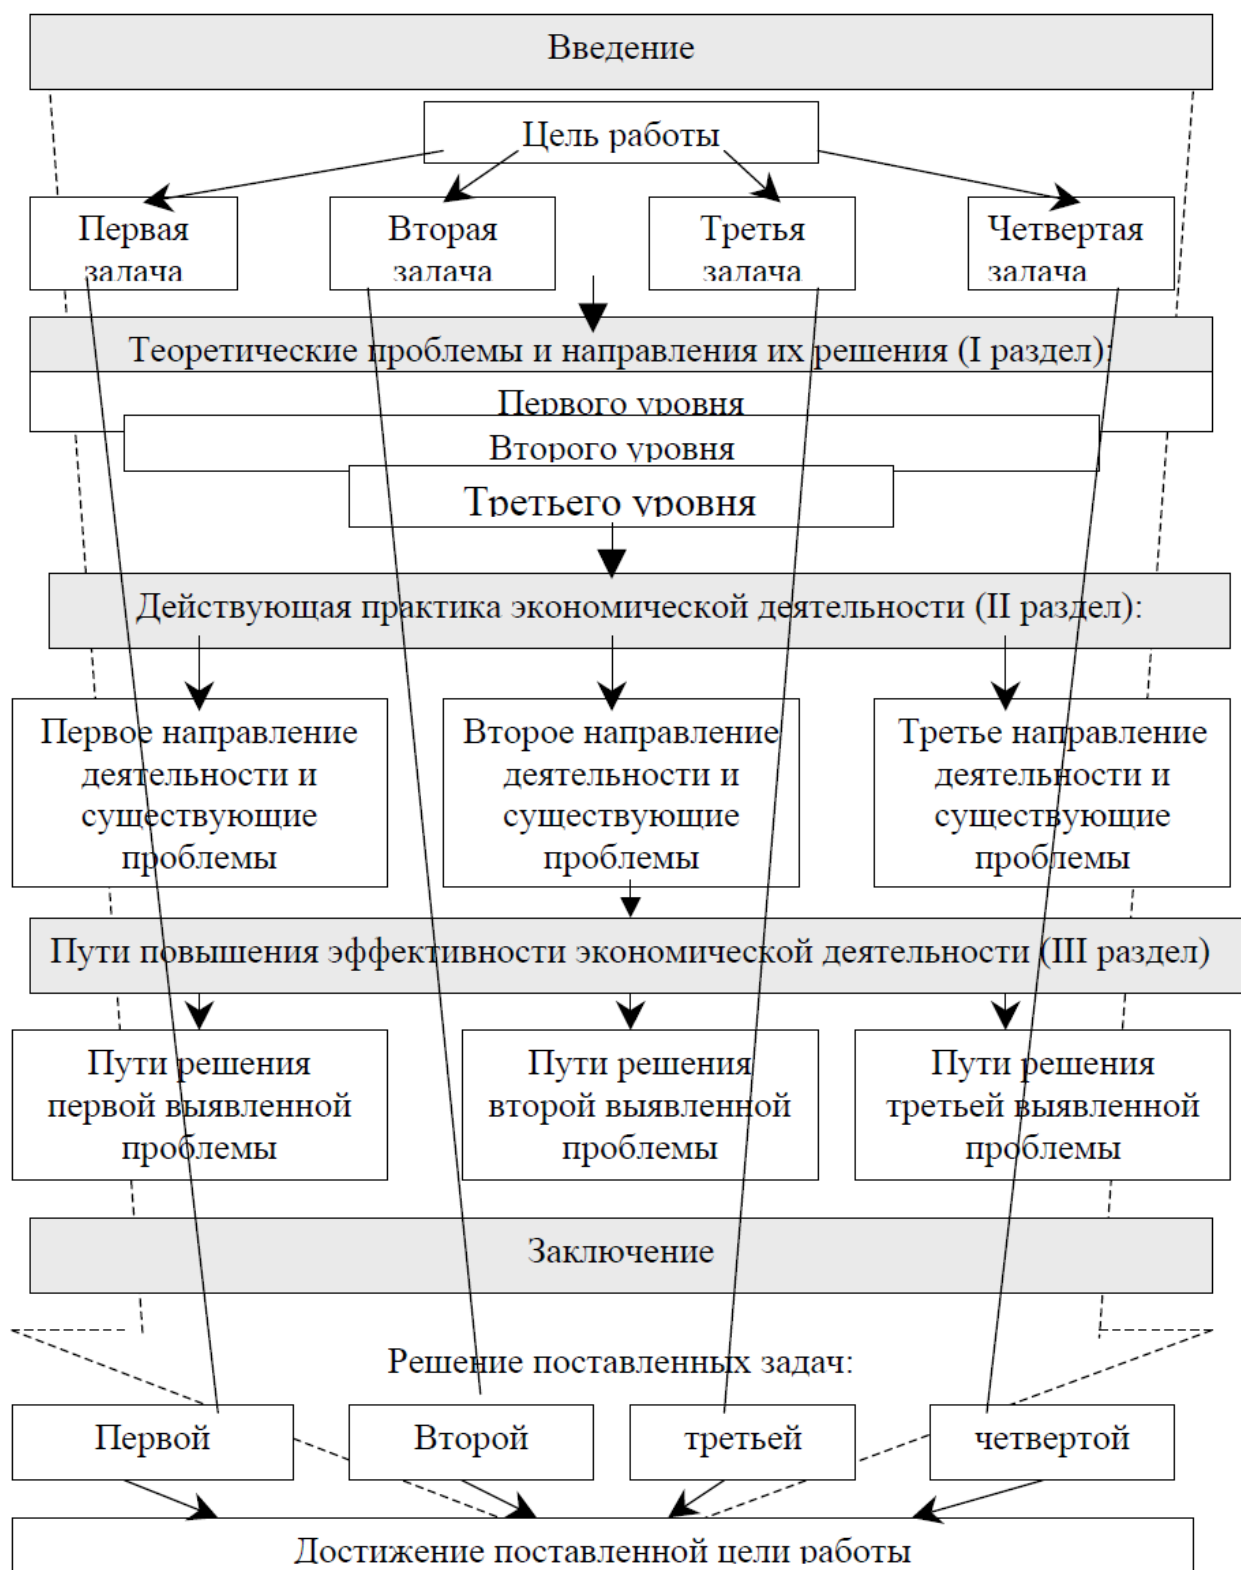 Введение
Цель работы
Первая
задача
Вторая
задача
Третья
задача
Четвертая
задача
Теоретические проблемы и направления их решения (I раздел):
Первого уровня
Второго уровня
Третьего уровня
Действующая практика экономической деятельности (II раздел):
Первое направление
деятельности и
существующие
проблемы
Второе направление
деятельности и
существующие
проблемы
Третье направление
деятельности и
существующие
проблемы
Пути повышения эффективности экономической деятельности (III раздел)
Пути решения
первой выявленной
проблемы
Пути решения
второй выявленной
проблемы
Пути решения
третьей выявленной
проблемы
Заключение
Решение поставленных задач:
Первой
Второй
третьей
четвертой
Достижение поставленной цели работы